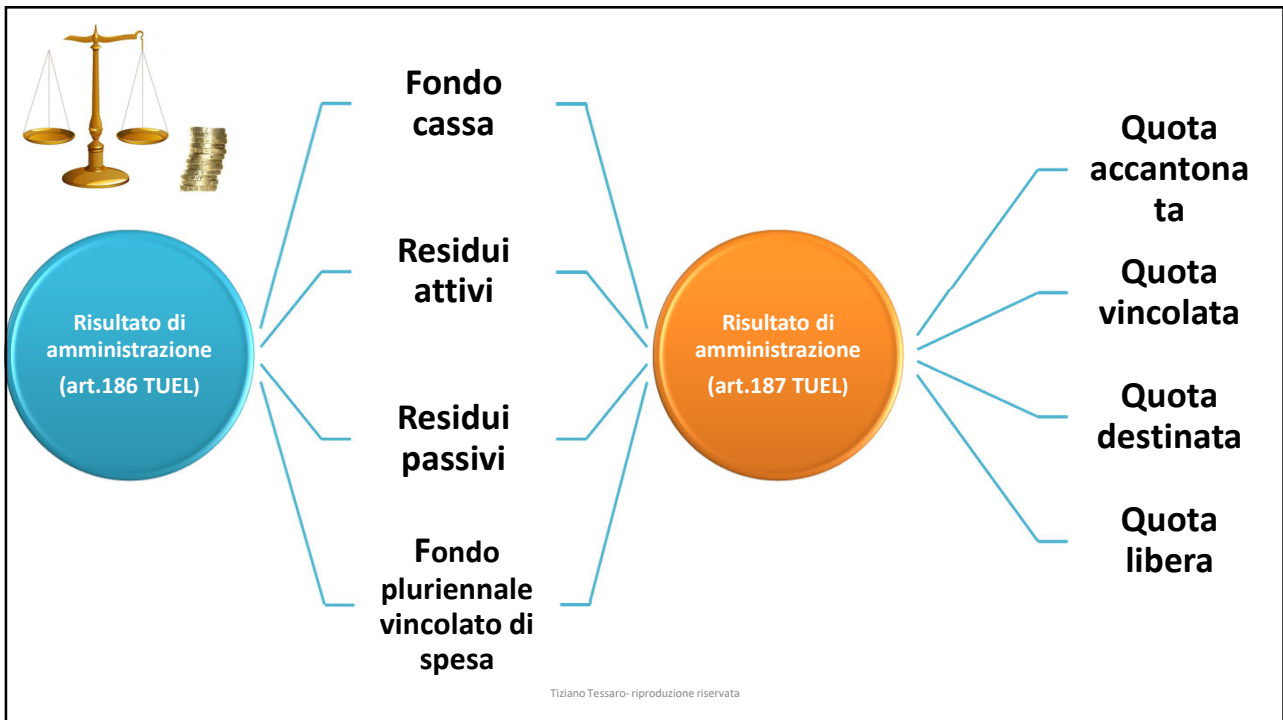 Risultato di
amministrazione
(art.186 TUEL)
Fondo
cassa
Residui
attivi
Residui
passivi
Fondo
pluriennale
vincolato di
spesa
Risultato di
amministrazione
(art.187 TUEL)
Quota
accantona
ta
Quota
vincolata
Quota
destinata
Quota
libera
Tiziano Tessaro- riproduzione riservata